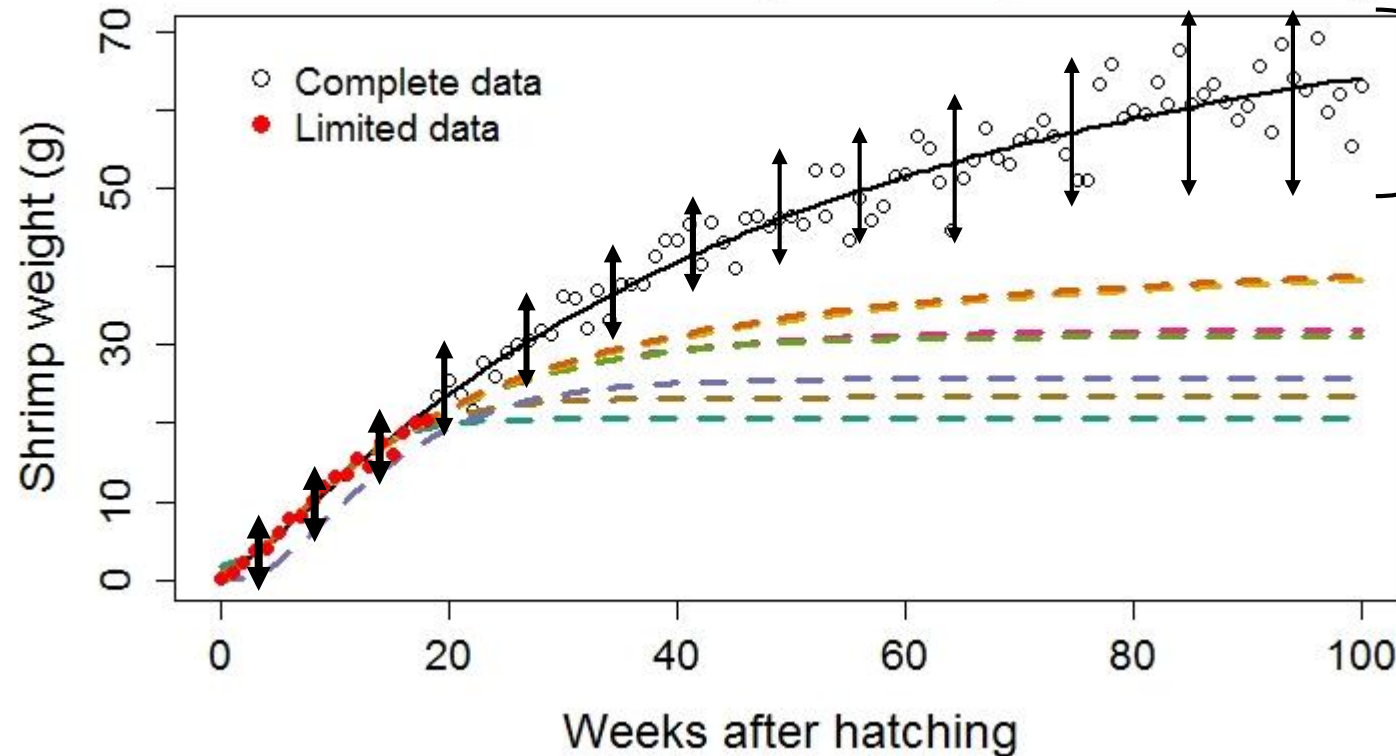 70
50
30
10
0
Shrimp weight (g)
Complete data
Limited data
0 20 40 60 80 100
Weeks after hatching